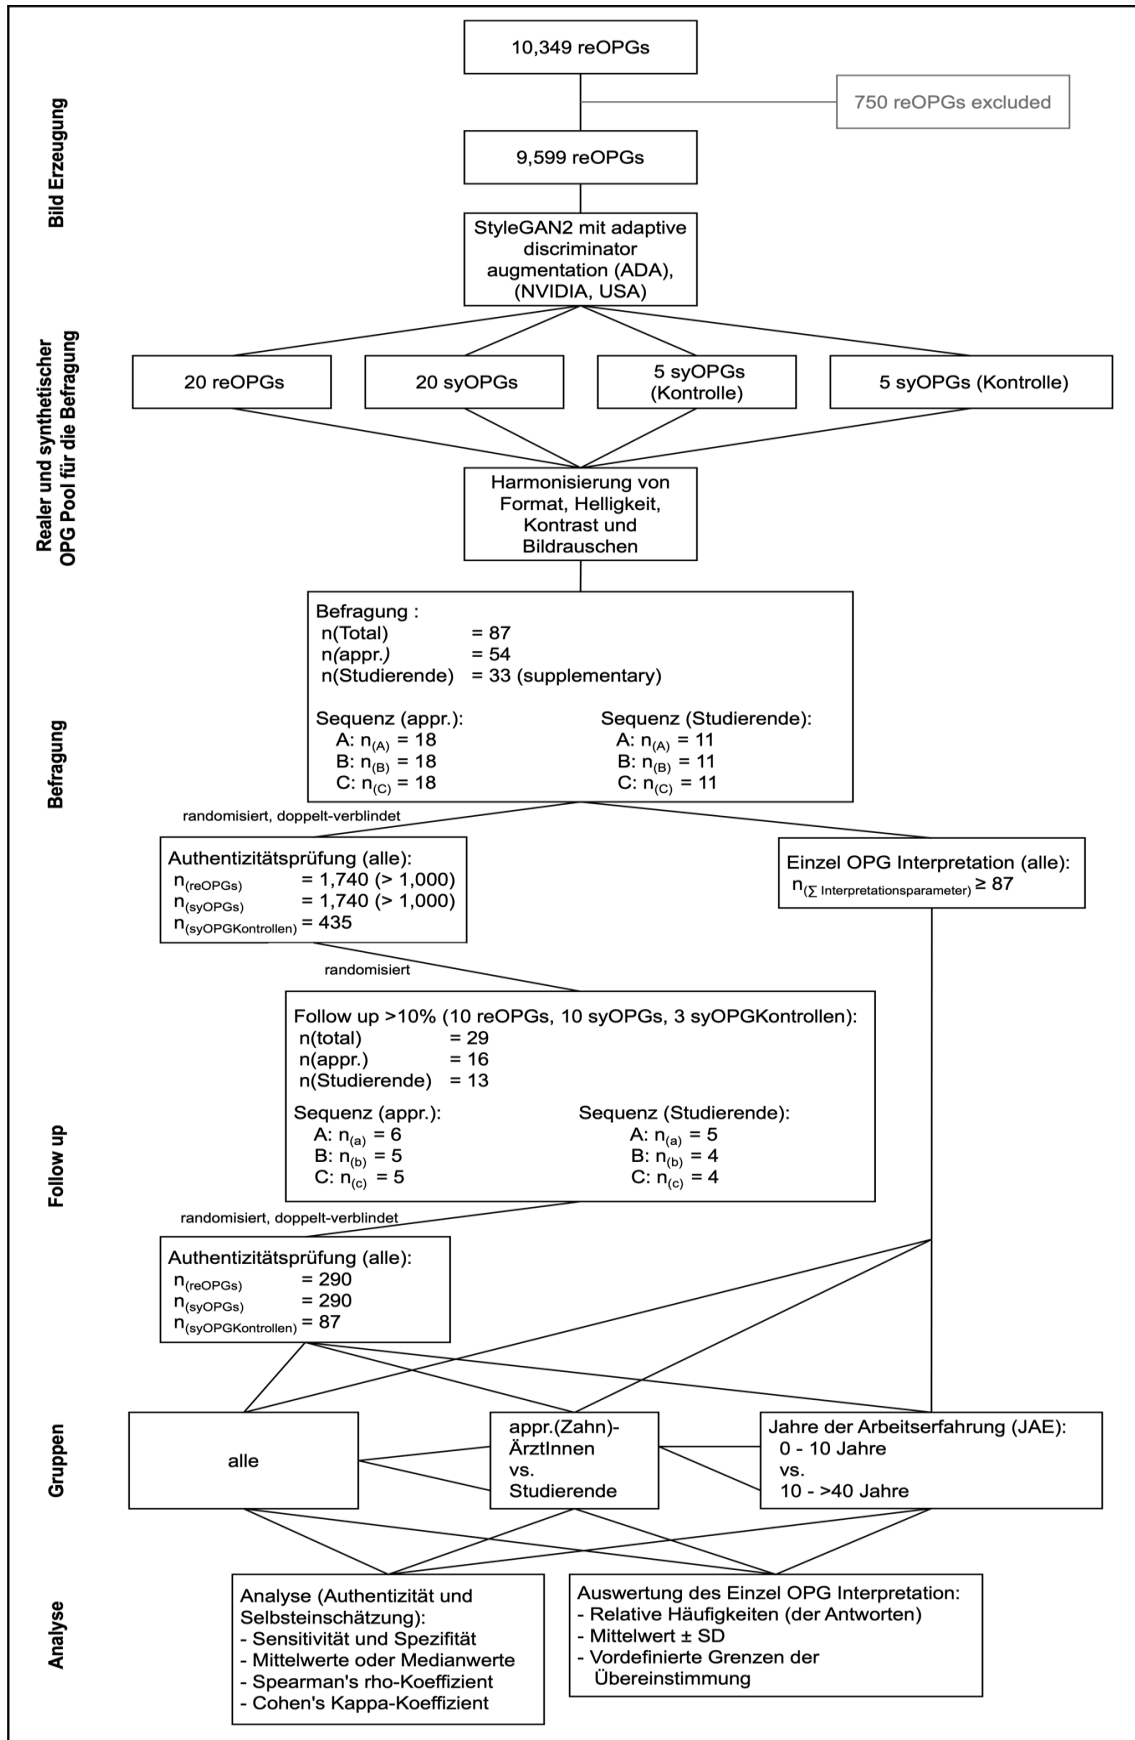 10,349 reOPGs
750 reOPGs excluded
9,599 reOPGs
Bild Erzeugung
StyleGAN2 mit adaptive
discriminator
augmentation (ADA),
(NVIDIA, USA)
Realer und synthetischer
OPG Pool für die Befragung
20 reOPGs
20 syOPGs
5 syOPGs
(Kontrolle)
5 syOPGs (Kontrolle)
Harmonisierung von
Format, Helligkeit,
Kontrast und
Bildrauschen
Befragung
Befragung :
n(Total) = 87
n(appr.) = 54
n(Studierende) = 33 (supplementary)
Sequenz (appr.):
A: n(A) = 18
B: n(B) = 18
C: n(C) = 18
Sequenz (Studierende):
A: n(A) = 11
B: n(B) = 11
C: n(C) = 11
randomisiert, doppelt-verblindet
Authentizitätsprüfung (alle):
n(reOPGs) = 1,740 (> 1,000)
n(syOPGs) = 1,740 (> 1,000)
n(syOPGKontrollen) = 435
Einzel OPG Interpretation (alle):
n(∑ Interpretationsparameter) ≥ 87
randomisiert
Follow up
Follow up >10% (10 reOPGs, 10 syOPGs, 3 syOPGKontrollen):
n(total) = 29
n(appr.) = 16
n(Studierende) = 13
Sequenz (appr.):
A: n(a) = 6
B: n(b) = 5
C: n(c) = 5
Sequenz (Studierende):
A: n(a) = 5
B: n(b) = 4
C: n(c) = 4
randomisiert, doppelt-verblindet
Authentizitätsprüfung (alle):
n(reOPGs) = 290
n(syOPGs) = 290
n(syOPGKontrollen) = 87
Gruppen
alle
appr.(Zahn)-
ÄrztInnen
vs.
Studierende
Jahre der Arbeitserfahrung (JAE):
0 - 10 Jahre
vs.
10 - >40 Jahre
Analyse
Analyse (Authentizität und
Selbsteinschätzung):
- Sensitivität und Spezifität
- Mittelwerte oder Medianwerte
- Spearman's rho-Koeffizient
- Cohen's Kappa-Koeffizient
Auswertung des Einzel OPG Interpretation:
- Relative Häufigkeiten (der Antworten)
- Mittelwert ± SD
- Vordefinierte Grenzen der
Übereinstimmung